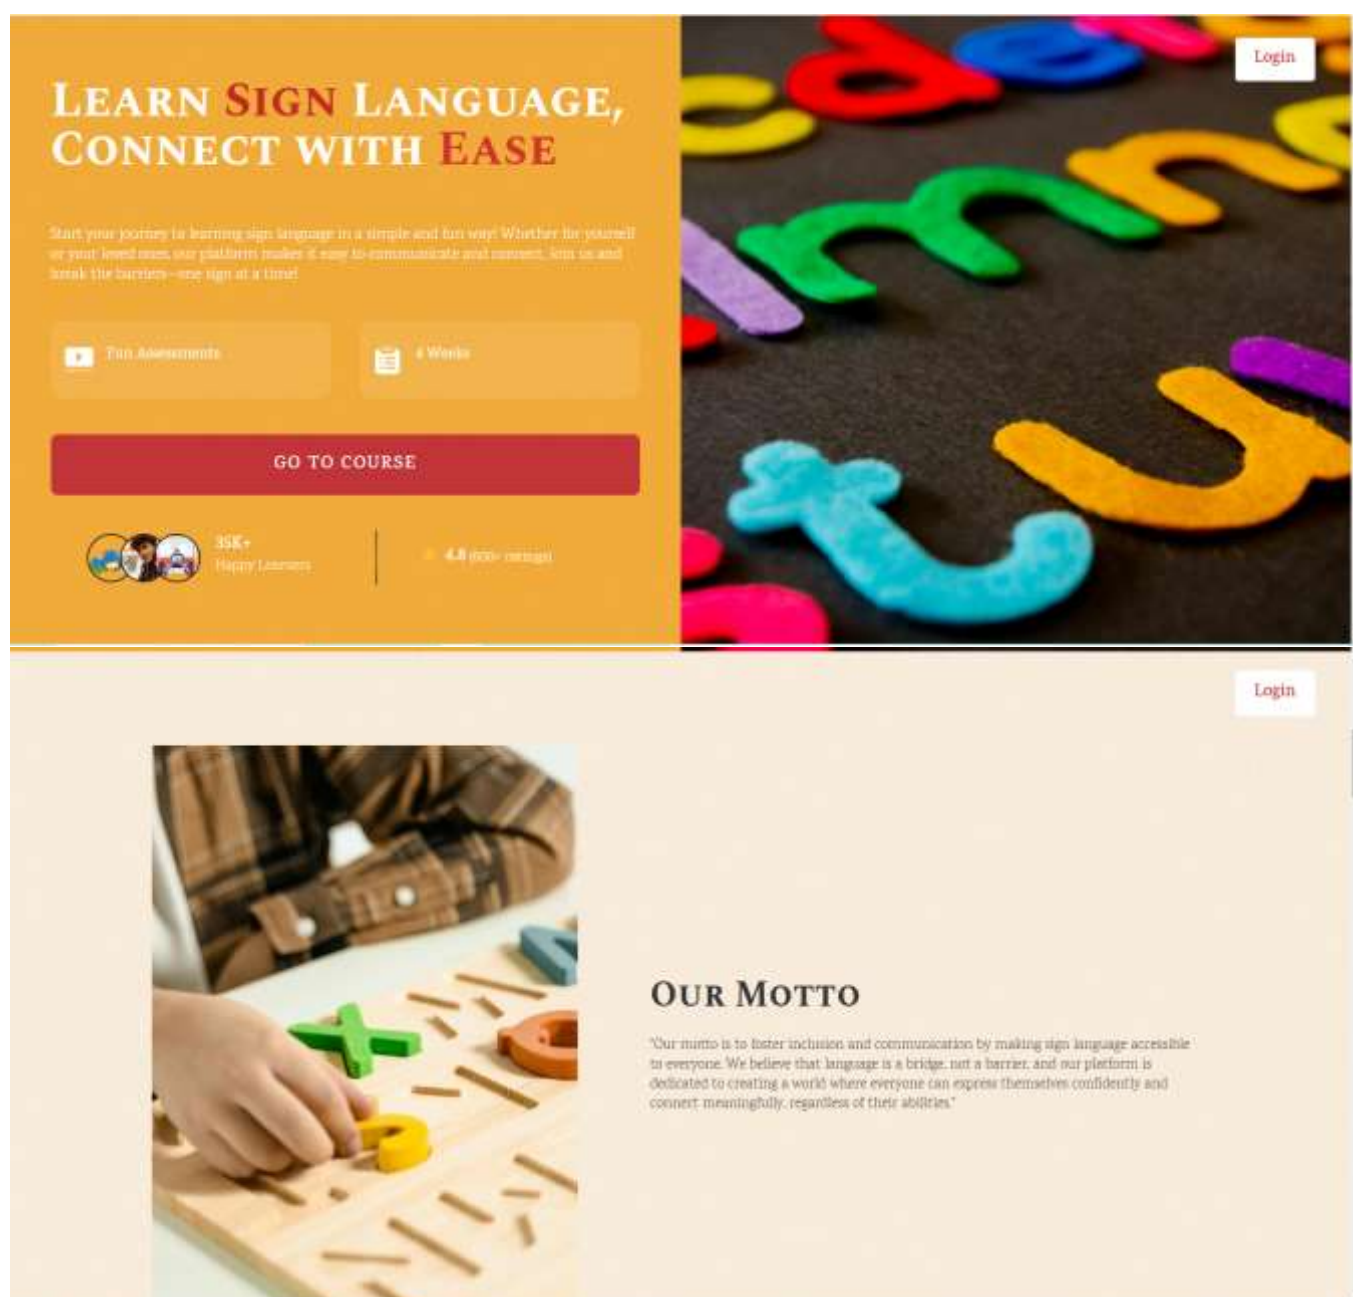 Login
LEARN SIGN LANGUAGE,
CONNECT WITH EASE
Start your journey to learning sign language in a simple and fun way! Whether for yourself
or your loved ones, our platform makes it easy to communicate and connect. Join us and
break the barriers—one sign at a time!
Fun Assessments
4 Weeks
GO TO COURSE
35K+
Happy Learners
4.8 ratings)
c d e
l m n
t u
Login
OUR MOTTO
"Our motto is to foster inclusion and communication by making sign language accessible
to everyone. We believe that language is a bridge, not a barrier, and our platform is
dedicated to creating a world where everyone can express themselves confidently and
connect meaningfully, regardless of their abilities."